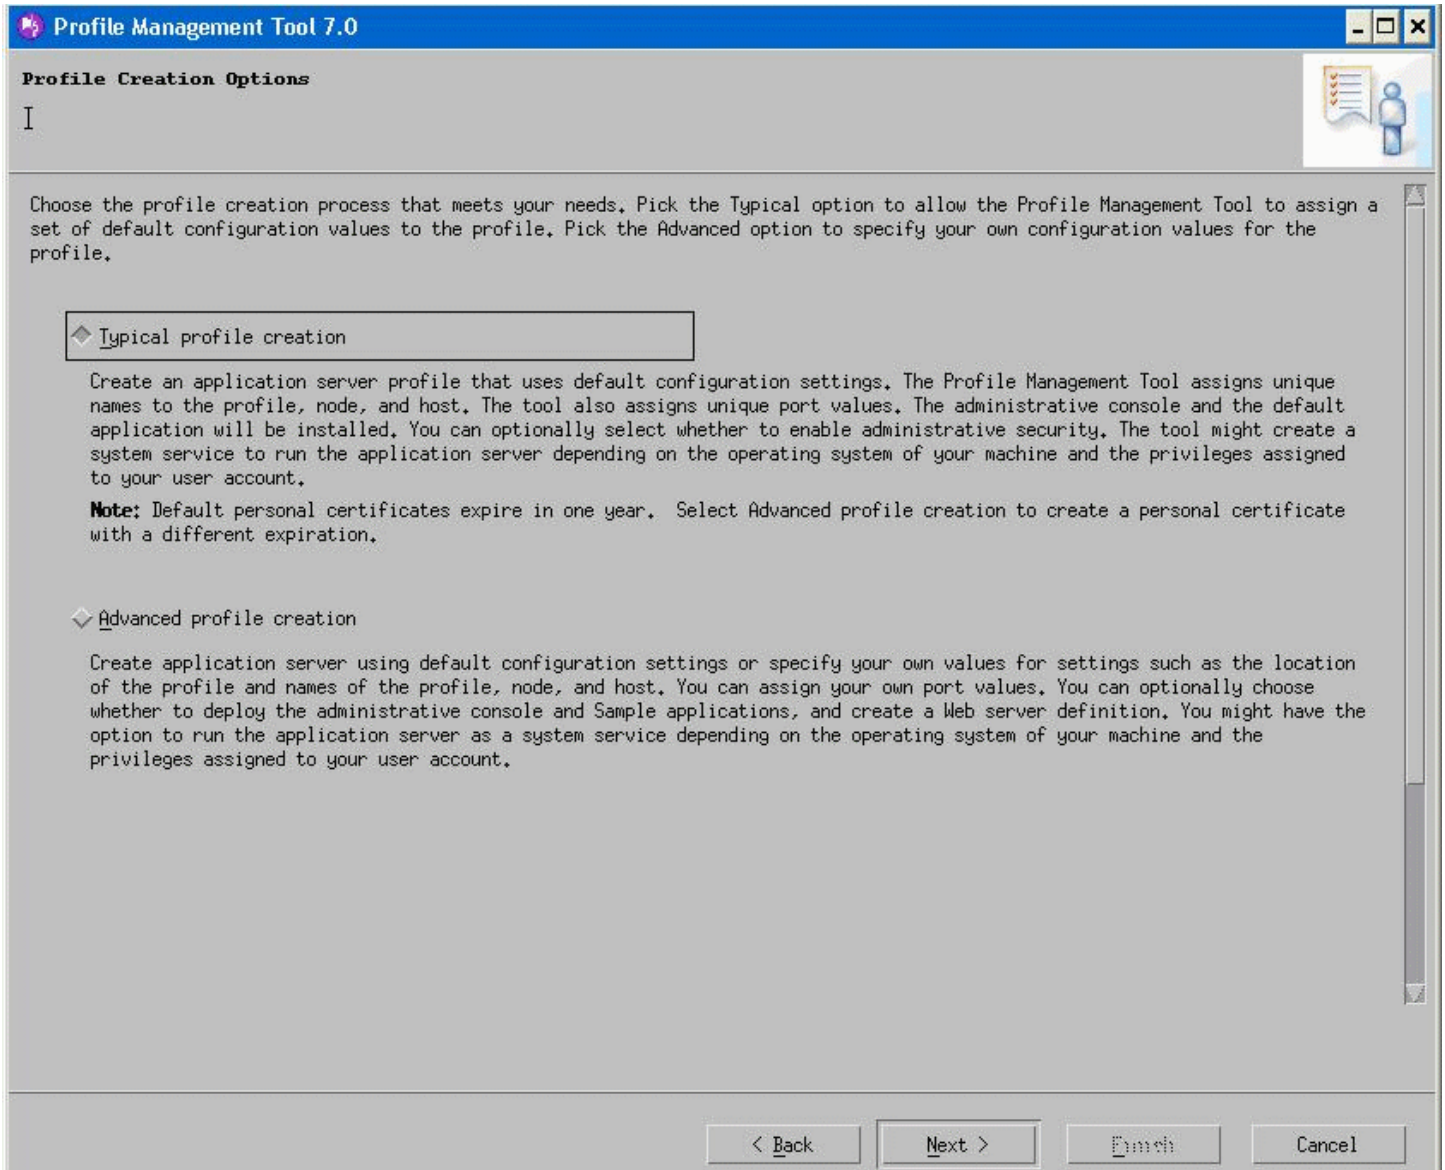 Profile Management Tool 7.0
Profile Creation Options
Choose the profile creation process that meets your needs. Pick the Typical option to allow the Profile Management Tool to assign a
set of default configuration values to the profile. Pick the Advanced option to specify your own configuration values for the
profile.
Typical profile creation
Create an application server profile that uses default configuration settings. The Profile Management Tool assigns unique
names to the profile, node, and host. The tool also assigns unique port values. The administrative console and the default
application will be installed. You can optionally select whether to enable administrative security. The tool might create a
system service to run the application server depending on the operating system of your machine and the privileges assigned
to your user account.
Note: Default personal certificates expire in one year. Select Advanced profile creation to create a personal certificate
with a different expiration.
Advanced profile creation
Create application server using default configuration settings or specify your own values for settings such as the location
of the profile and names of the profile, node, and host. You can assign your own port values. You can optionally choose
whether to deploy the administrative console and Sample applications, and create a Web server definition. You might have the
option to run the application server as a system service depending on the operating system of your machine and the
privileges assigned to your user account.
< Back
Next >
Finish
Cancel